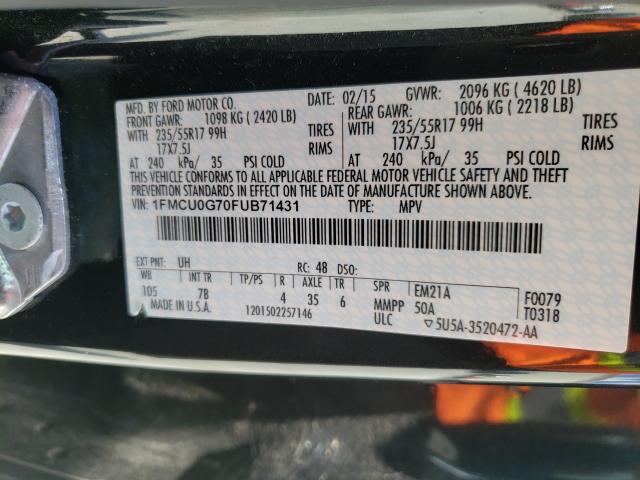 MFD. BY FORD MOTOR CO.
DATE: 02/15 GVWR: 2096 KG (4620 LB)
FRONT GAWR: 1098 KG (2420 LB) REAR GAWR: 1006 KG (2218 LB)
WITH 235/55R17 99H TIRES WITH 235/55R17 99H TIRES
17X7.5J RIMS 17X7.5J RIMS
AT 240 kPa/ 35 PSI COLD AT 240 kPa/ 35 PSI COLD
THIS VEHICLE CONFORMS TO ALL APPLICABLE FEDERAL MOTOR VEHICLE SAFETY AND THEFT
PREVENTION STANDARDS IN EFFECT ON THE DATE OF MANUFACTURE SHOWN ABOVE.
VIN: 1FMCU0G70FUB71431 TYPE: MPV
EXT PNT: UH RC: 48 DSO:
WB INT TR TP/PS R AXLE TR SPR EM21A F0079
105 7B 4 35 6 MMPP 50A T0318
MADE IN U.S.A. 1201502257146 ULC 5U5A-3520472-AA